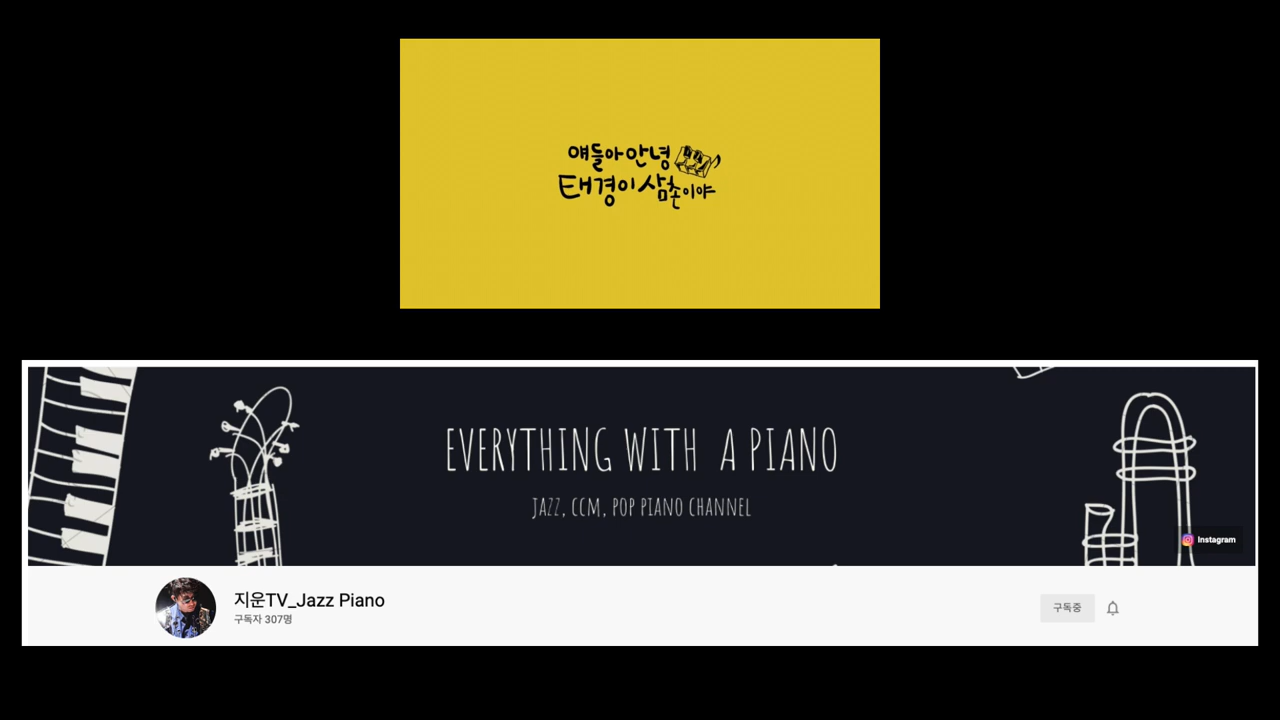 얘들아 안녕
태경이 삼촌이야
EVERYTHING WITH A PIANO
JAZZ, CCM, POP PIANO CHANNEL
Instagram
지운TV_Jazz Piano
구독자 307명
구독중